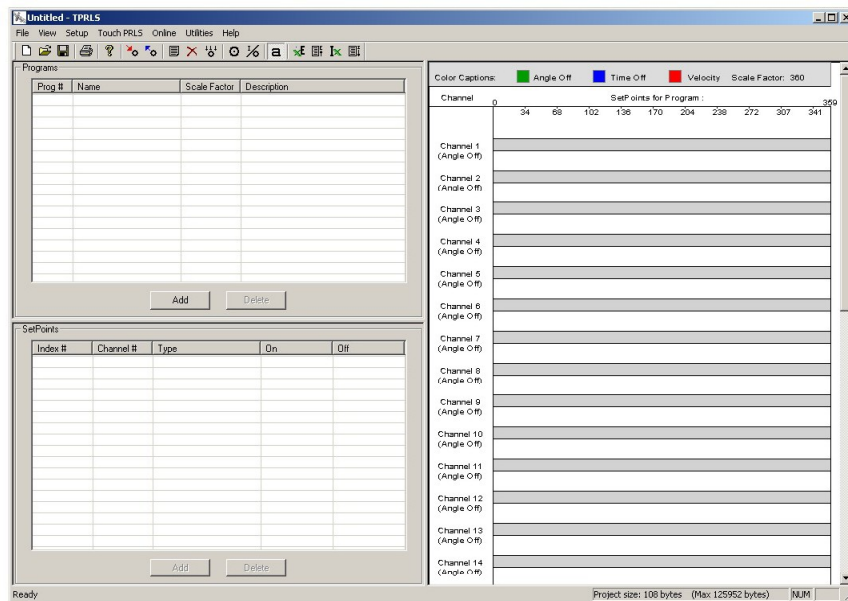 Untitled - TPRLS
File View Setup Touch PRLS Online Utilities Help
a
Programs
Prog # Name Scale Factor Description
Add Delete
SetPoints
Index # Channel # Type On Off
Add Delete
Color Captions: Angle Off Time Off Velocity Scale Factor: 360
Channel SetPoints for Program :
0 359
34 68 102 136 170 204 238 272 307 341
Channel 1
(Angle Off)
Channel 2
(Angle Off)
Channel 3
(Angle Off)
Channel 4
(Angle Off)
Channel 5
(Angle Off)
Channel 6
(Angle Off)
Channel 7
(Angle Off)
Channel 8
(Angle Off)
Channel 9
(Angle Off)
Channel 10
(Angle Off)
Channel 11
(Angle Off)
Channel 12
(Angle Off)
Channel 13
(Angle Off)
Channel 14
(Angle Off)
Ready Project size: 108 bytes (Max 125952 bytes) NUM